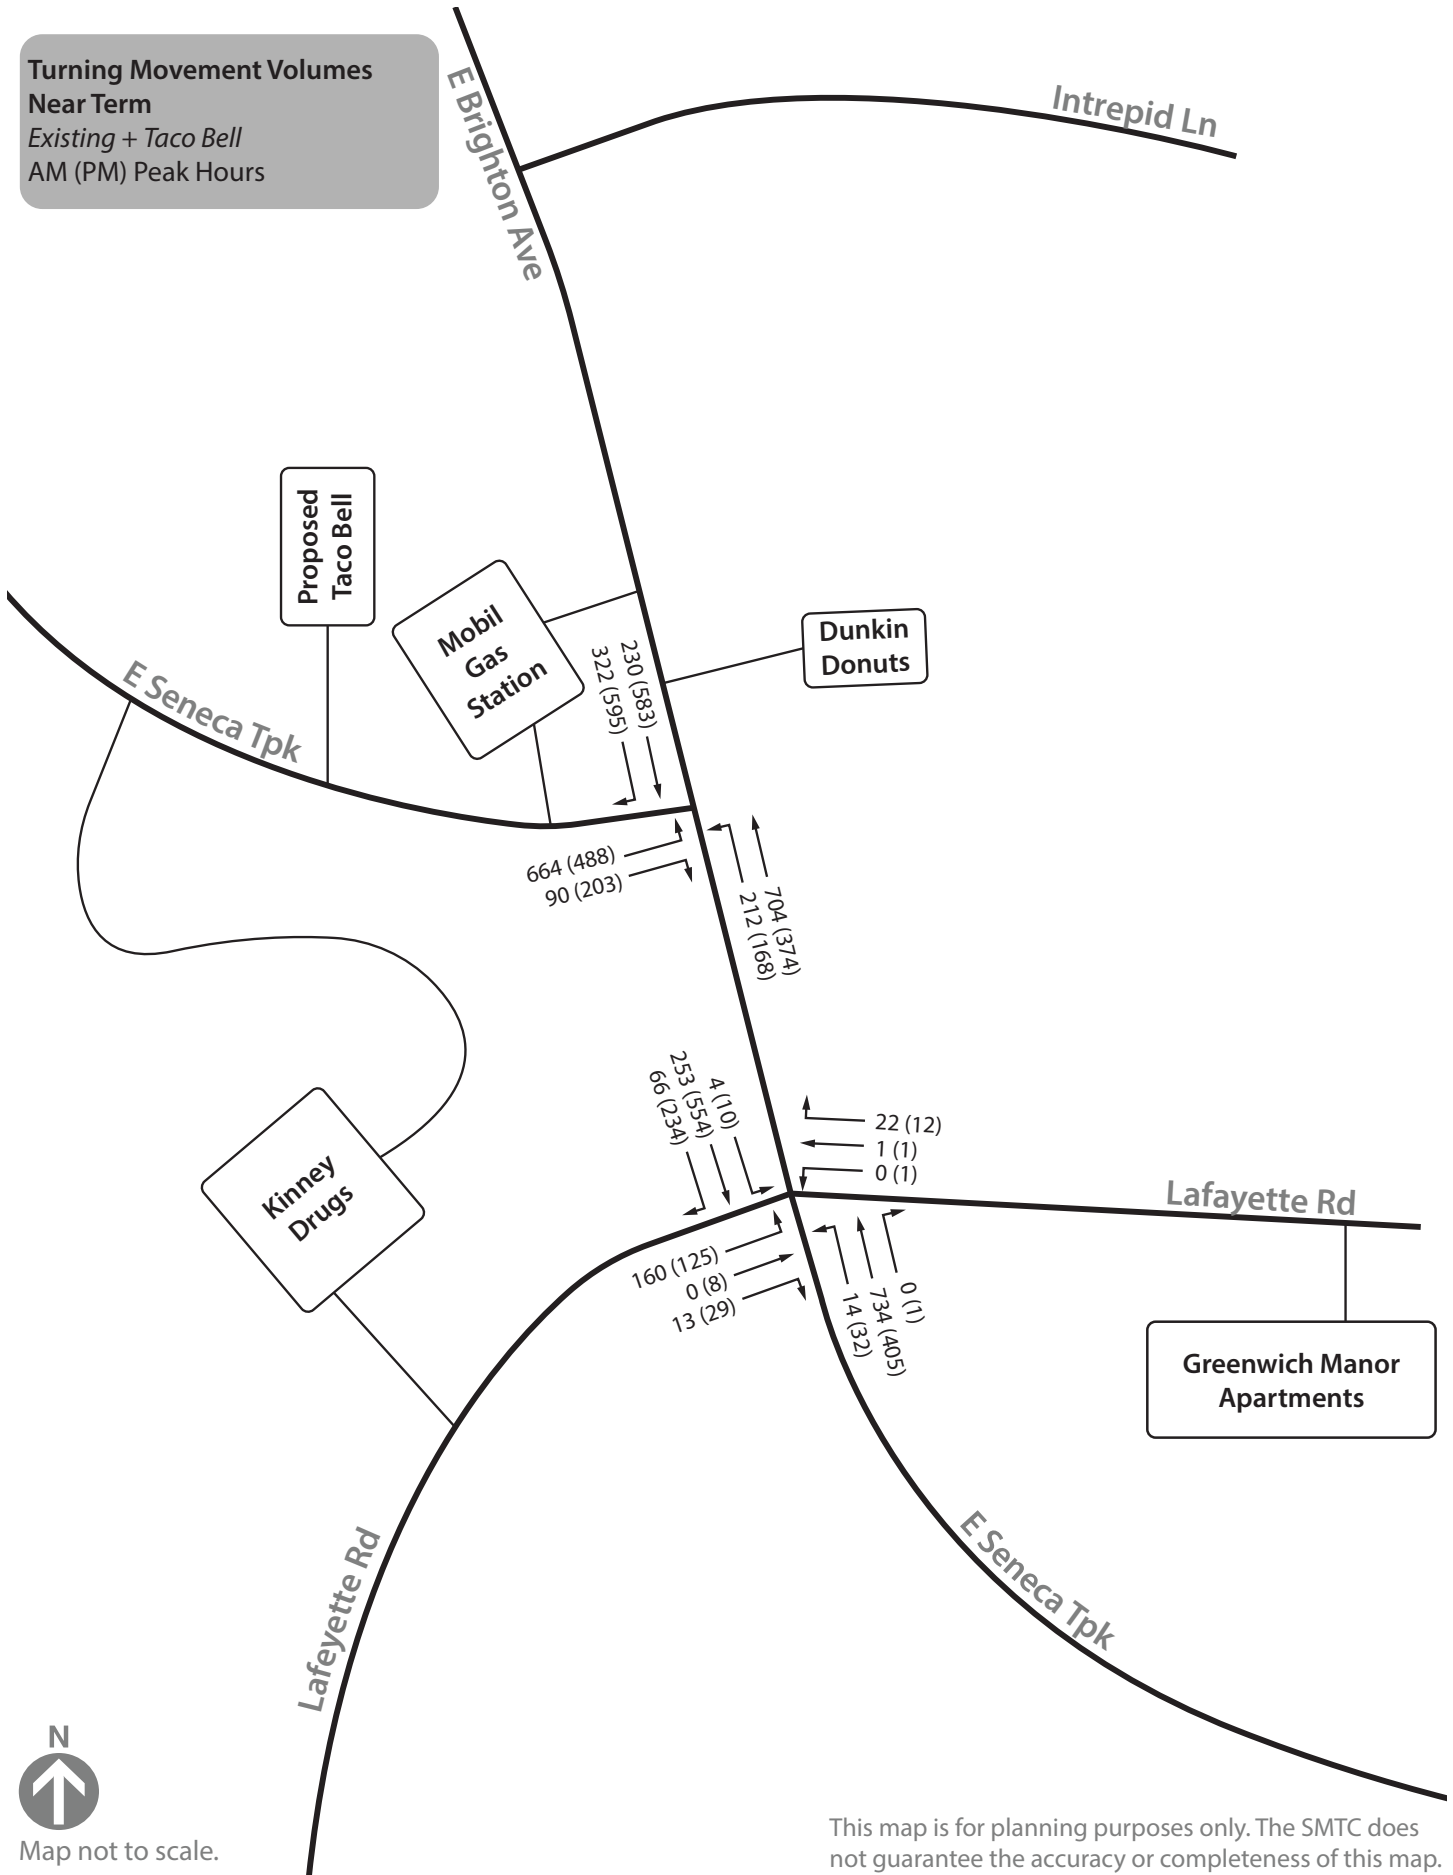 Turning Movement Volumes
Near Term
Existing + Taco Bell
AM (PM) Peak Hours
E Brighton Ave
Intrepid Ln
Proposed
Taco Bell
Mobil
Gas
Station
Dunkin
Donuts
E Seneca Tpk
230 (583)
322 (595)
664 (488)
90 (203)
704 (374)
212 (168)
4 (10)
253 (554)
66 (234)
22 (12)
1 (1)
0 (1)
Lafayette Rd
Kinney
Drugs
160 (125)
0 (8)
13 (29)
0 (1)
734 (405)
14 (32)
Greenwich Manor
Apartments
E Seneca Tpk
Lafeyette Rd
N
Map not to scale.
This map is for planning purposes only. The SMTC does
not guarantee the accuracy or completeness of this map.